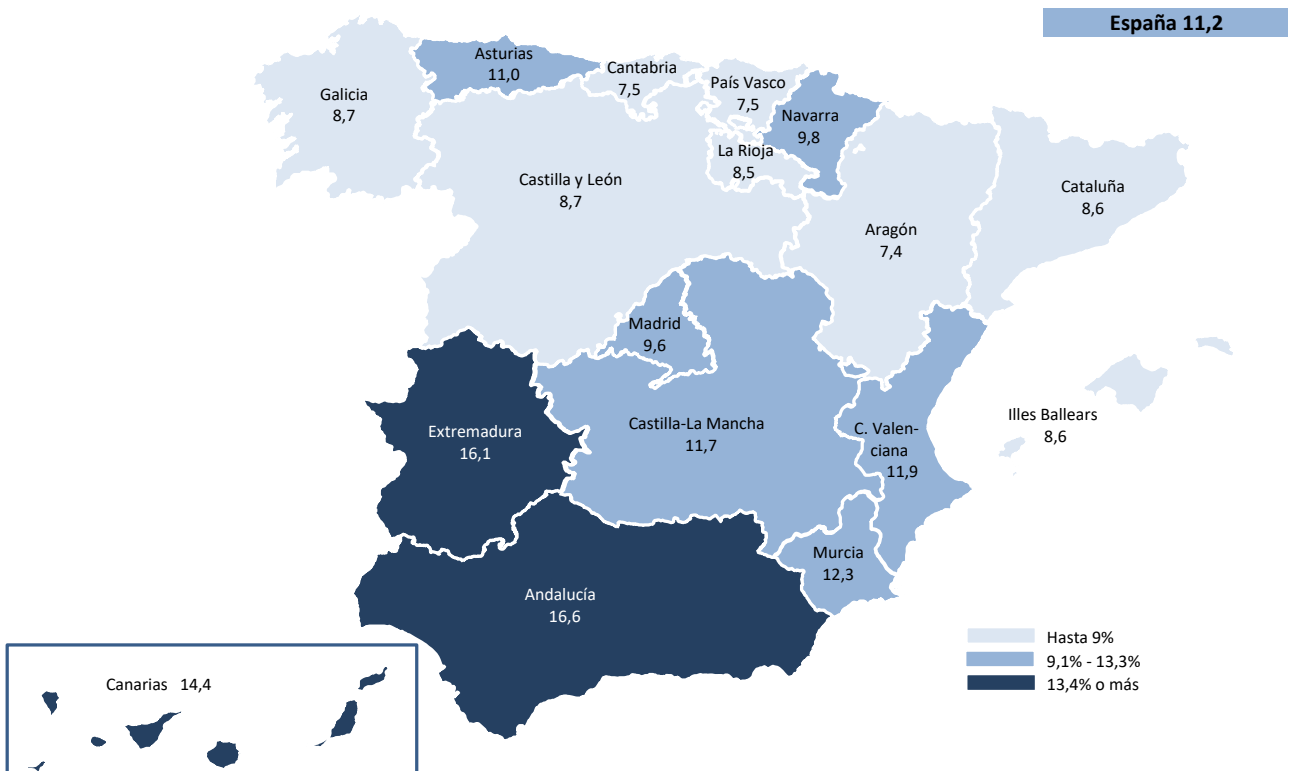 España 11,2
Asturias
11,0
Cantabria
7,5
País Vasco
7,5
Galicia
8,7
Navarra
9,8
La Rioja
8,5
Castilla y León
8,7
Cataluña
8,6
Aragón
7,4
Madrid
9,6
Illes Ballears
8,6
Castilla-La Mancha
11,7
C. Valen-
ciana
11,9
Extremadura
16,1
Murcia
12,3
Andalucía
16,6
Canarias 14,4
Hasta 9%
9,1% - 13,3%
13,4% o más